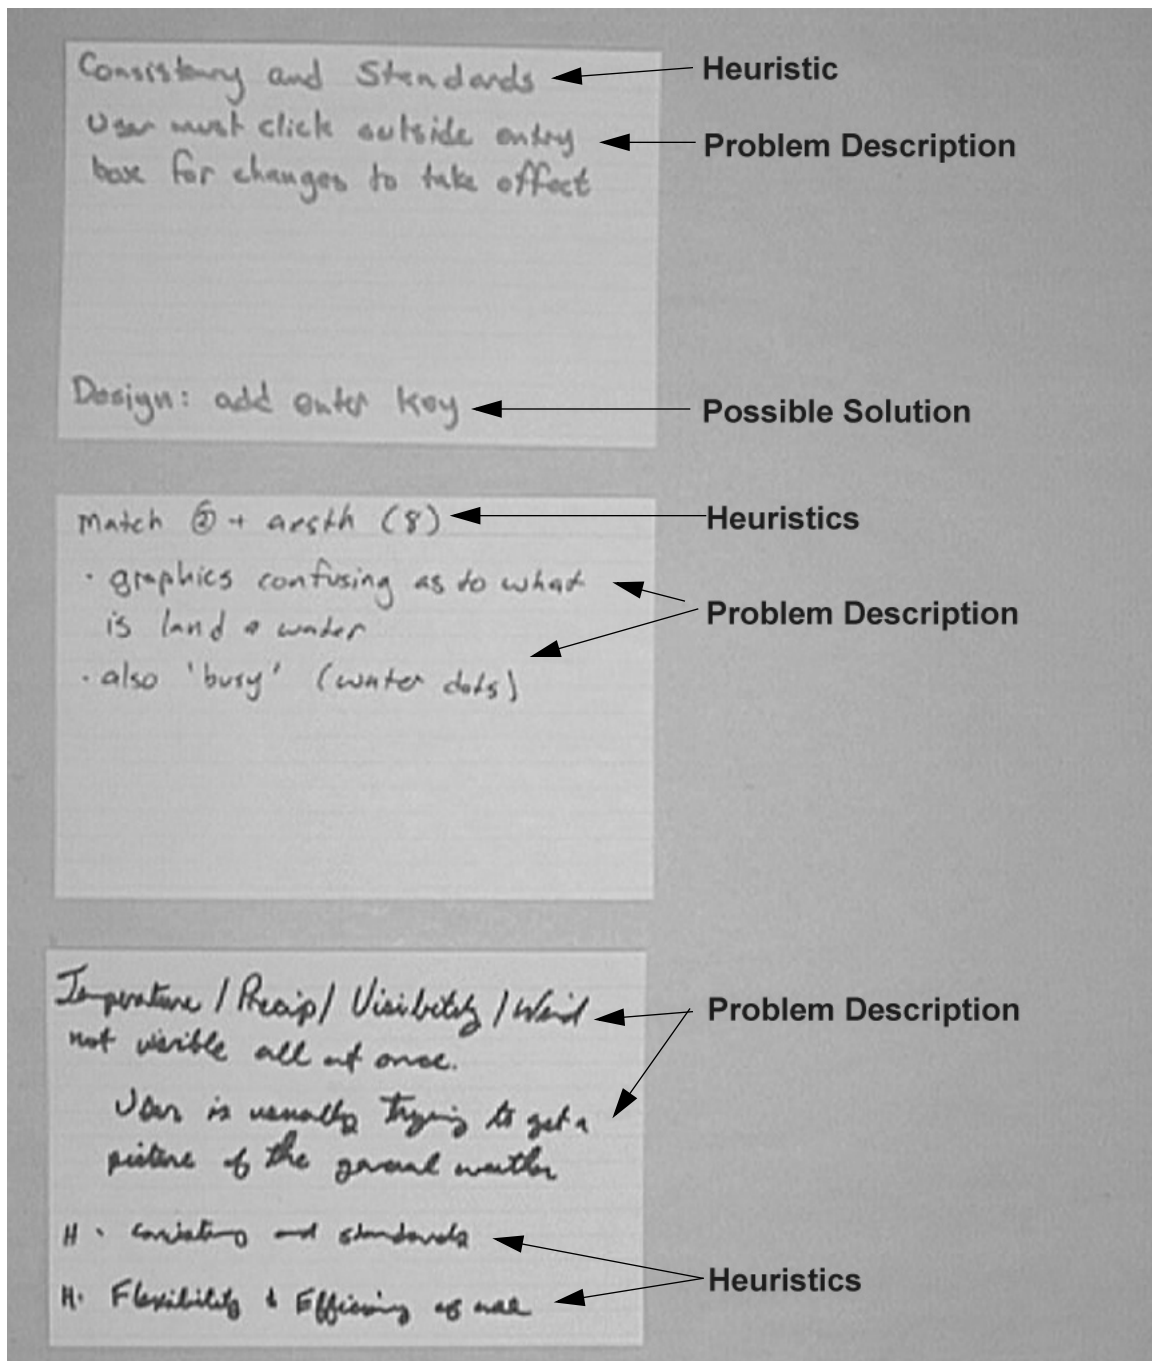 Consistency and Standards
Heuristic
User must click outside entry
Problem Description
box for changes to take effect
Design: add enter key
Possible Solution
match ② + aesth (8)
Heuristics
· graphics confusing as to what
is land & water
Problem Description
· also 'busy' (water dots)
Temperature / Precip / Visibility / Wind
Problem Description
not visible all at once.
User is usually trying to get a
picture of the general weather
H · consistency and standards
Heuristics
H · Flexibility & Efficiency of use